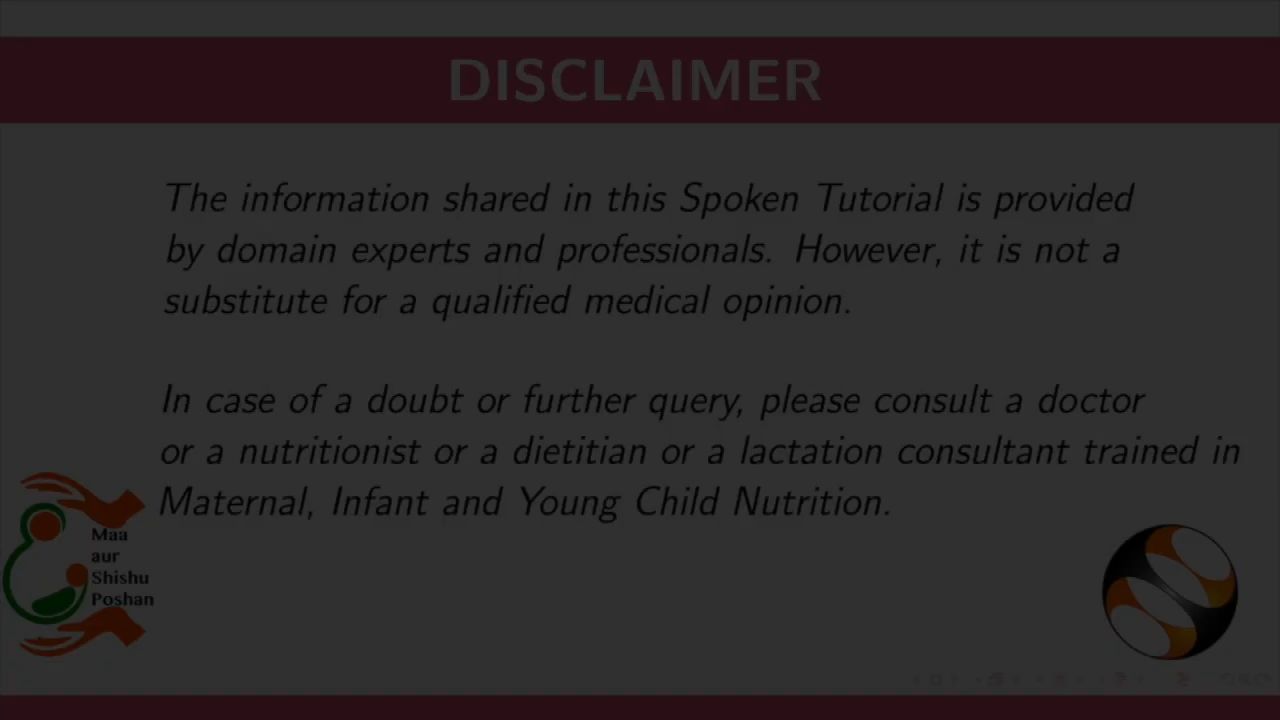 DISCLAIMER
The information shared in this Spoken Tutorial is provided
by domain experts and professionals. However, it is not a
substitute for a qualified medical opinion.
In case of a doubt or further query, please consult a doctor
or a nutritionist or a dietitian or a lactation consultant trained in
Maternal, Infant and Young Child Nutrition.
Maa
aur
Shishu
Poshan